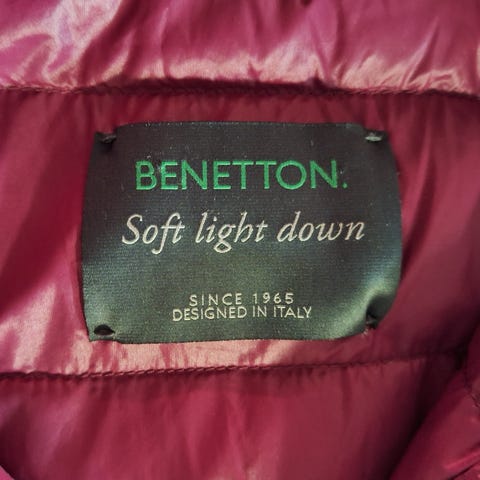 BENETTON.
Soft light down
SINCE 1965
DESIGNED IN ITALY